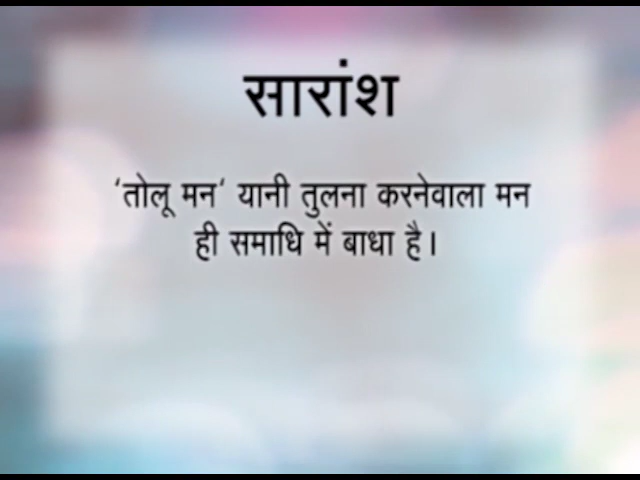 सारांश
‘तोलू मन‘ यानी तुलना करनेवाला मन
ही समाधि में बाधा है।